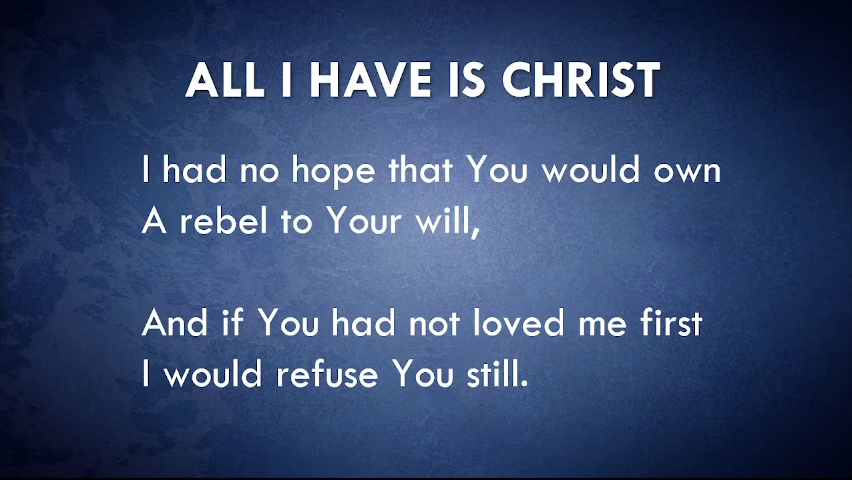 ALL I HAVE IS CHRIST
I had no hope that You would own
A rebel to Your will,
And if You had not loved me first
I would refuse You still.